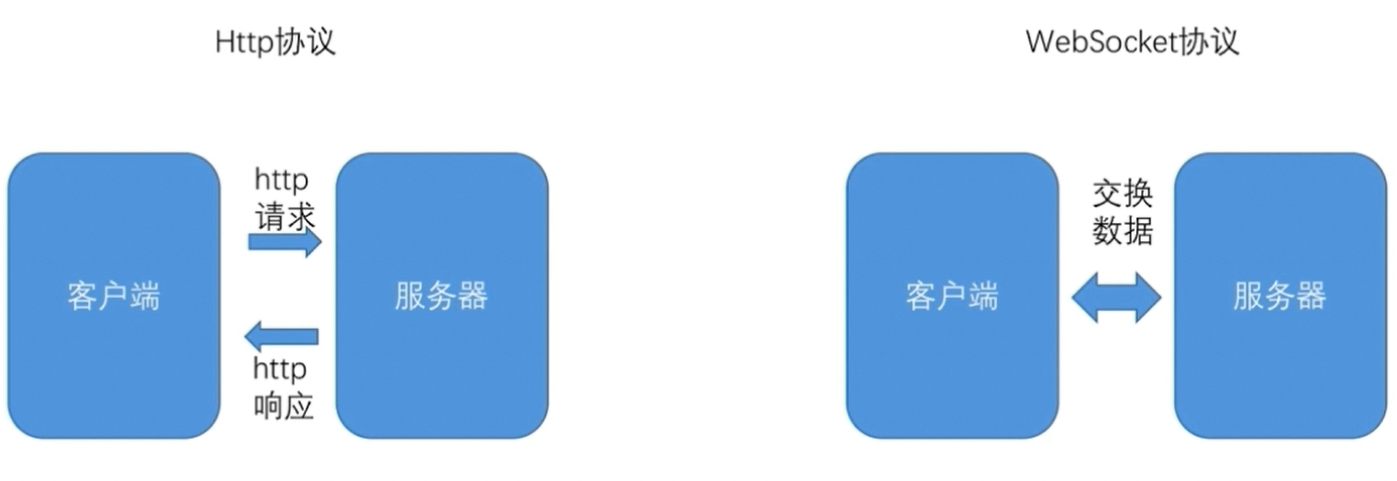 Http协议
WebSocket协议
客户端
http
请求
http
响应
服务器
客户端
交换
数据
服务器